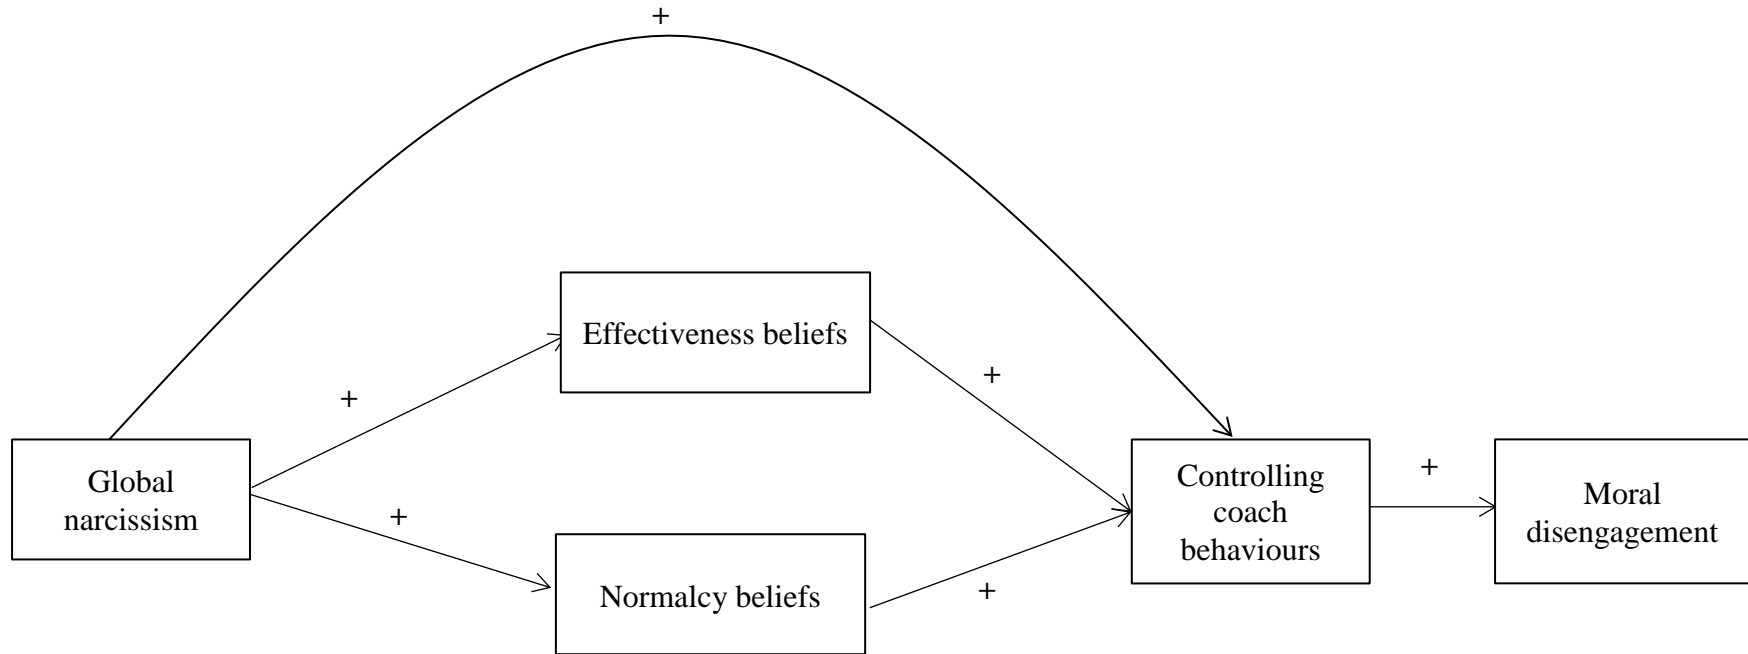 +
Effectiveness beliefs
+
+
Global
narcissism
Controlling
coach
behaviours
+
Moral
disengagement
+
Normalcy beliefs
+